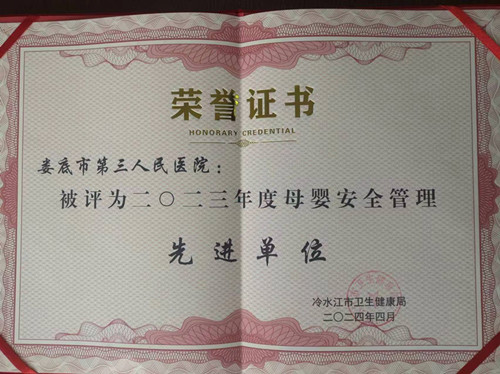 荣誉证书
HONORARY CREDENTIAL
娄底市第三人民医院：
被评为二〇二三年度母婴安全管理
先进单位
冷水江市卫生健康局
二〇二四年四月